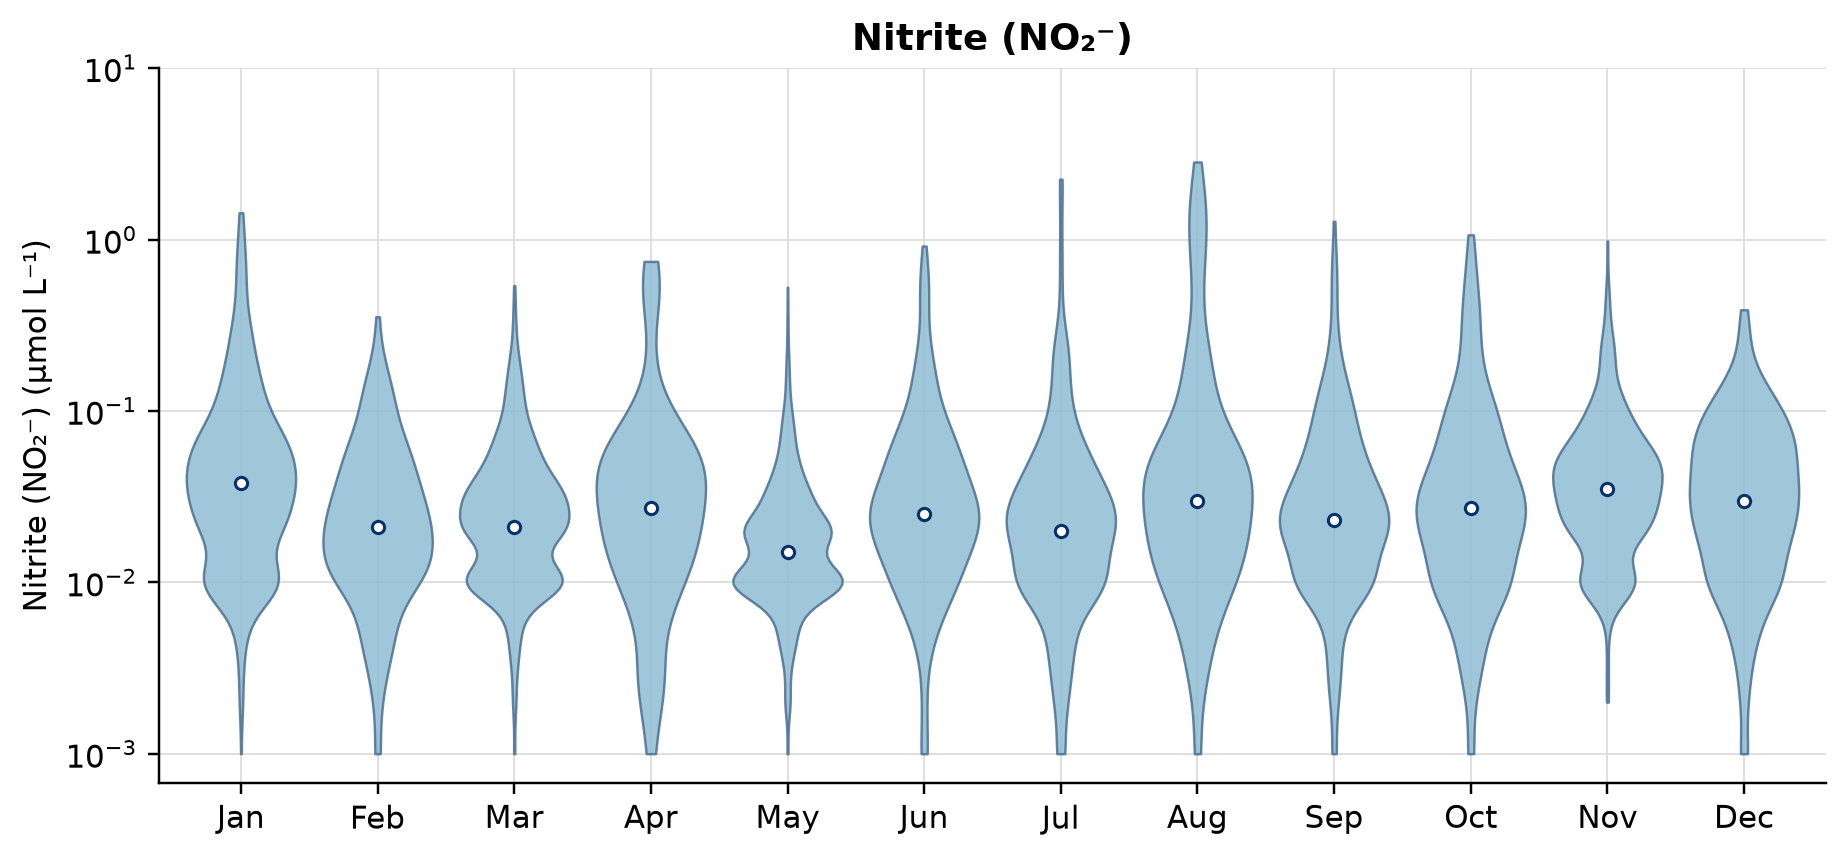 Nitrite (NO₂⁻)
Nitrite (NO₂⁻) (µmol L⁻¹)
10¹
10⁰
10⁻¹
10⁻²
10⁻³
Jan Feb Mar Apr May Jun Jul Aug Sep Oct Nov Dec